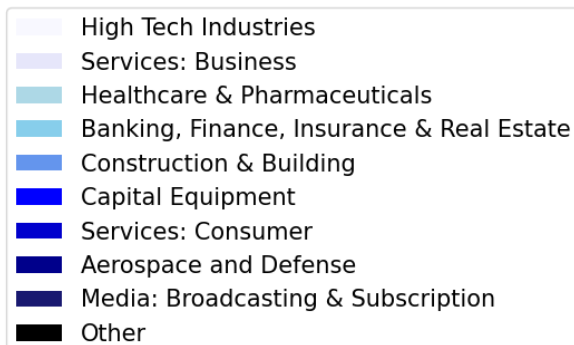 High Tech Industries
Services: Business
Healthcare & Pharmaceuticals
Banking, Finance, Insurance & Real Estate
Construction & Building
Capital Equipment
Services: Consumer
Aerospace and Defense
Media: Broadcasting & Subscription
Other